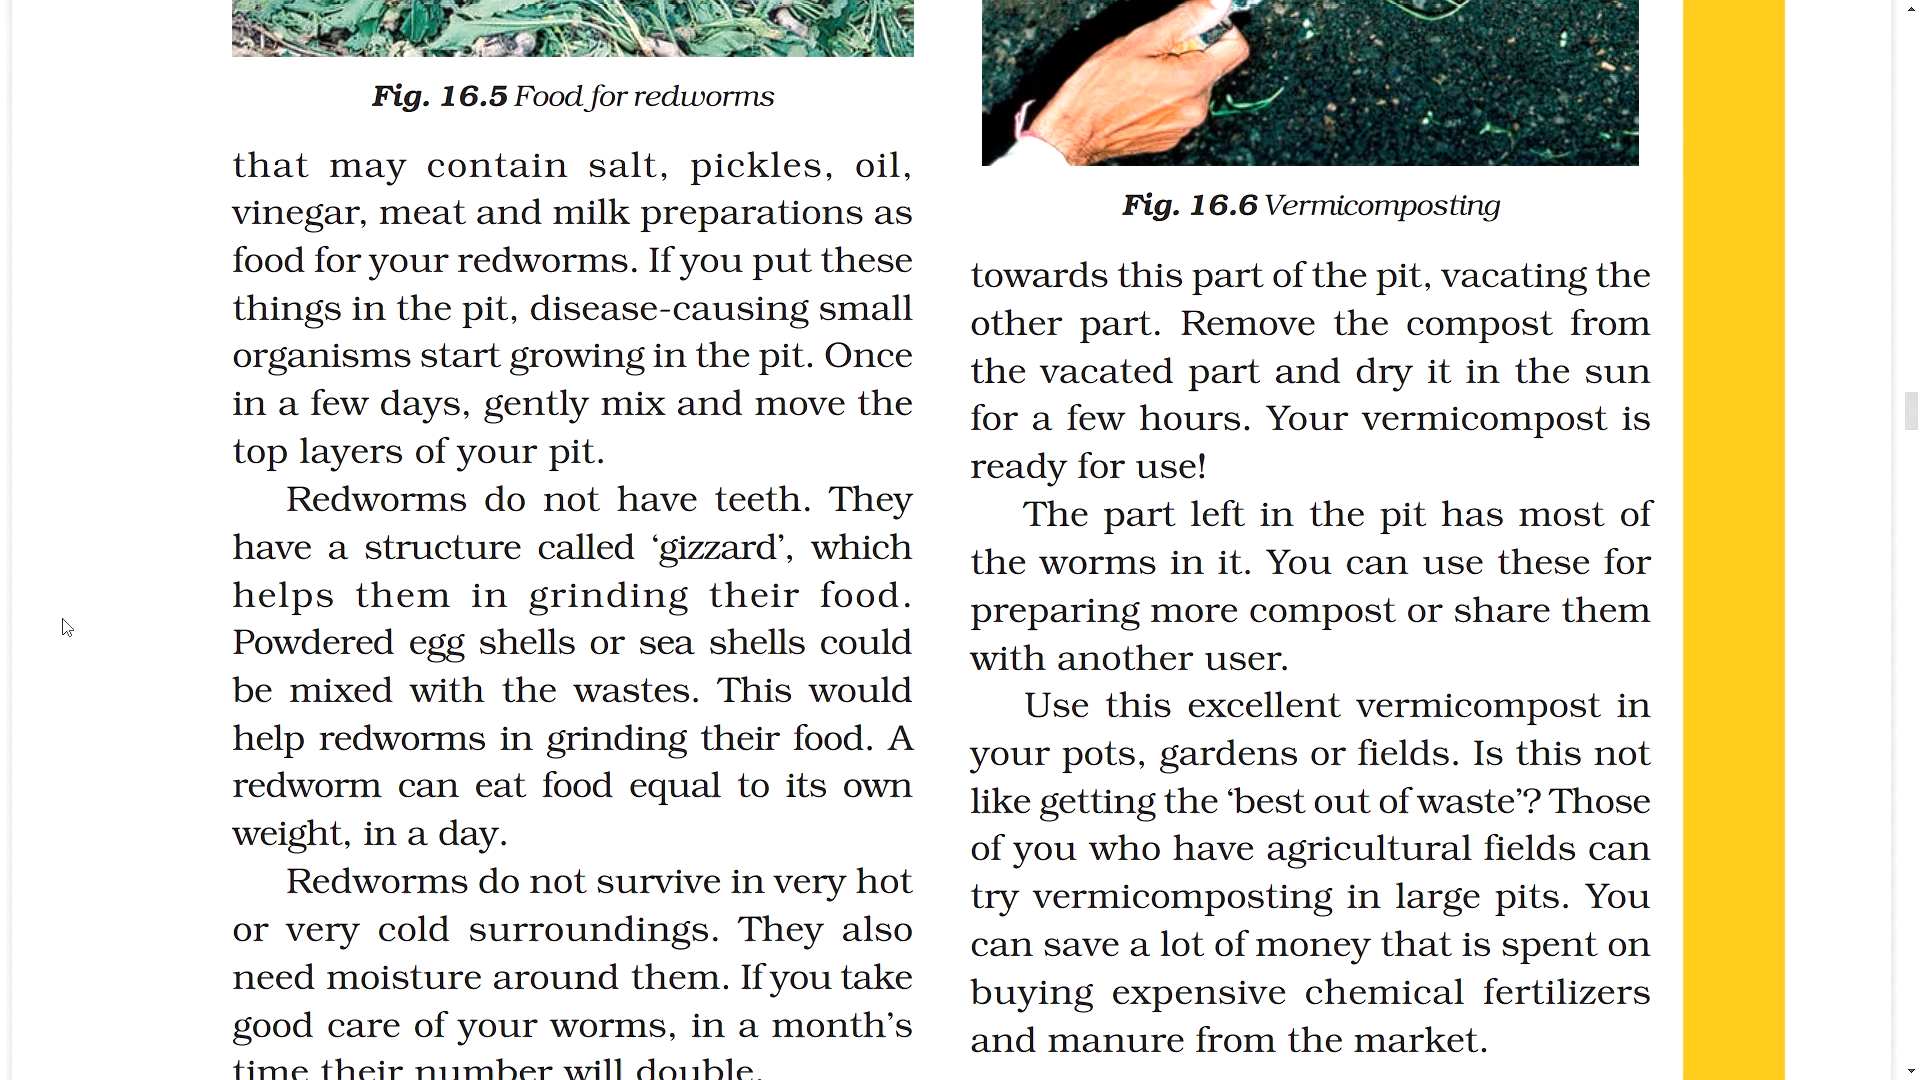 Fig. 16.5 Food for redworms
that may contain salt, pickles, oil,
vinegar, meat and milk preparations as
food for your redworms. If you put these
things in the pit, disease-causing small
organisms start growing in the pit. Once
in a few days, gently mix and move the
top layers of your pit.
Redworms do not have teeth. They
have a structure called ‘gizzard’, which
helps them in grinding their food.
Powdered egg shells or sea shells could
be mixed with the wastes. This would
help redworms in grinding their food. A
redworm can eat food equal to its own
weight, in a day.
Redworms do not survive in very hot
or very cold surroundings. They also
need moisture around them. If you take
good care of your worms, in a month’s
time their number will double.
Fig. 16.6 Vermicomposting
towards this part of the pit, vacating the
other part. Remove the compost from
the vacated part and dry it in the sun
for a few hours. Your vermicompost is
ready for use!
The part left in the pit has most of
the worms in it. You can use these for
preparing more compost or share them
with another user.
Use this excellent vermicompost in
your pots, gardens or fields. Is this not
like getting the ‘best out of waste’? Those
of you who have agricultural fields can
try vermicomposting in large pits. You
can save a lot of money that is spent on
buying expensive chemical fertilizers
and manure from the market.